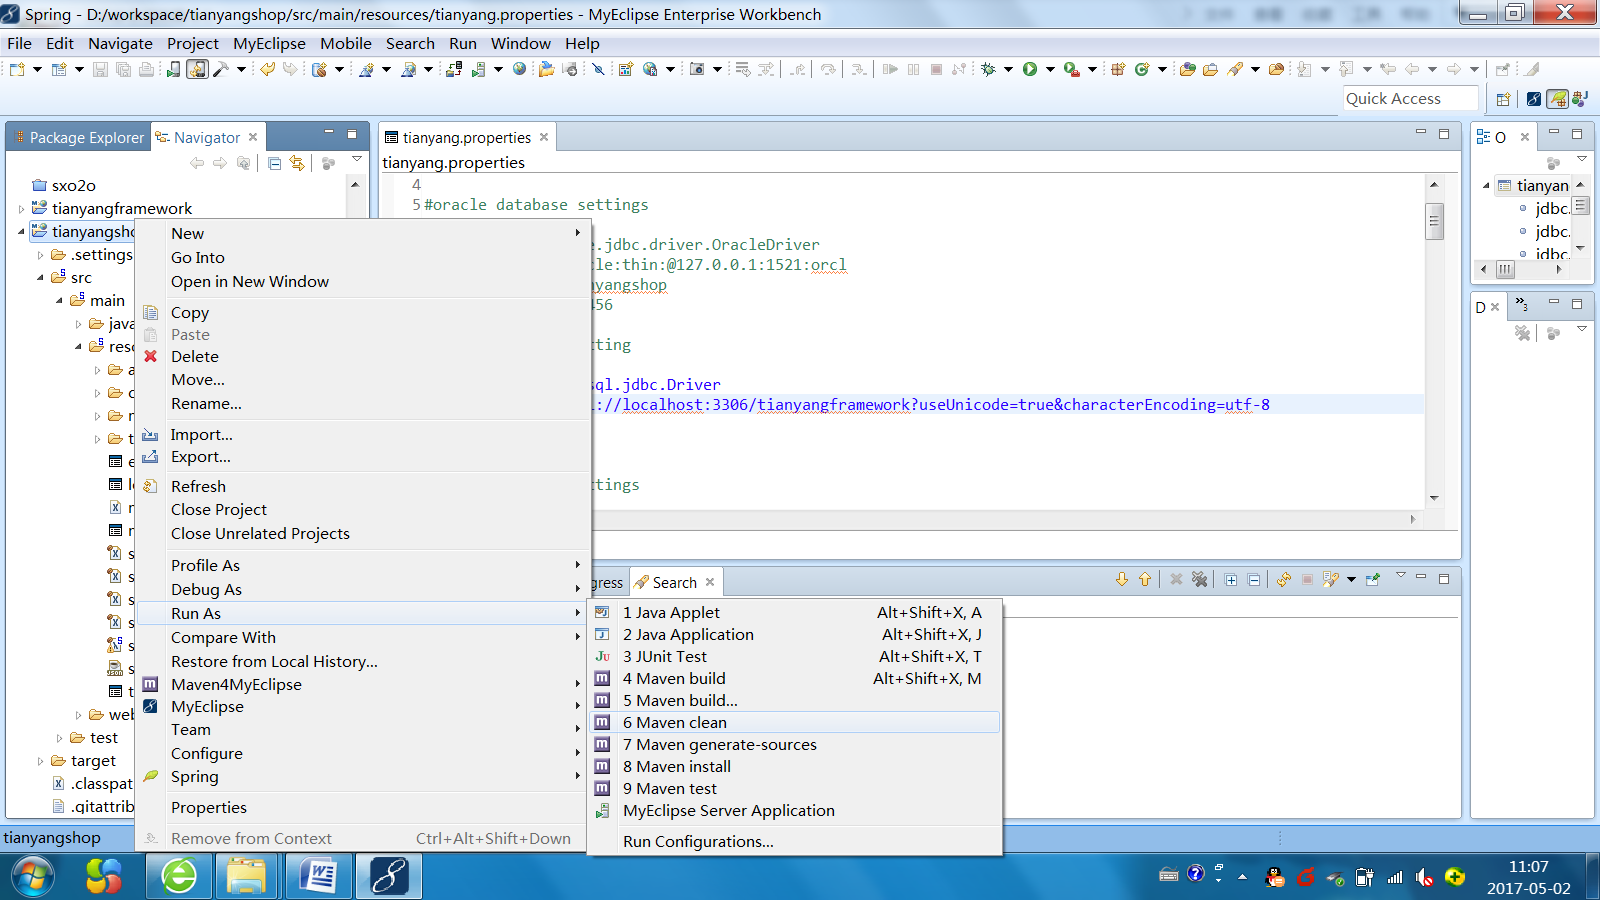 Spring - D:/workspace/tianyangshop/src/main/resources/tianyang.properties - MyEclipse Enterprise Workbench
File Edit Navigate Project MyEclipse Mobile Search Run Window Help
Quick Access
Package Explorer
Navigator
sxo2o
tianyangframework
tianyangsho
.settings
src
main
java
reso
test
target
.classpat
.gitattrib
web
tianyang.properties
tianyang.properties
4
5 #oracle database settings
e.jdbc.driver.OracleDriver
cle:thin:@127.0.0.1:1521:orcl
nyangshop
456
ting
sql.jdbc.Driver
://localhost:3306/tianyangframework?useUnicode=true&characterEncoding=utf-8
ttings
O
tianyan
jdbc.
jdbc.
jdbc.
D
3
gress
Search
New
Go Into
Open in New Window
Copy
Paste
Delete
Move...
Rename...
Import...
Export...
Refresh
Close Project
Close Unrelated Projects
Profile As
Debug As
Run As
Compare With
Restore from Local History...
Maven4MyEclipse
MyEclipse
Team
Configure
Spring
Properties
Remove from Context Ctrl+Alt+Shift+Down
1 Java Applet Alt+Shift+X, A
2 Java Application Alt+Shift+X, J
3 JUnit Test Alt+Shift+X, T
4 Maven build Alt+Shift+X, M
5 Maven build...
6 Maven clean
7 Maven generate-sources
8 Maven install
9 Maven test
MyEclipse Server Application
Run Configurations...
tianyangshop
11:07
2017-05-02